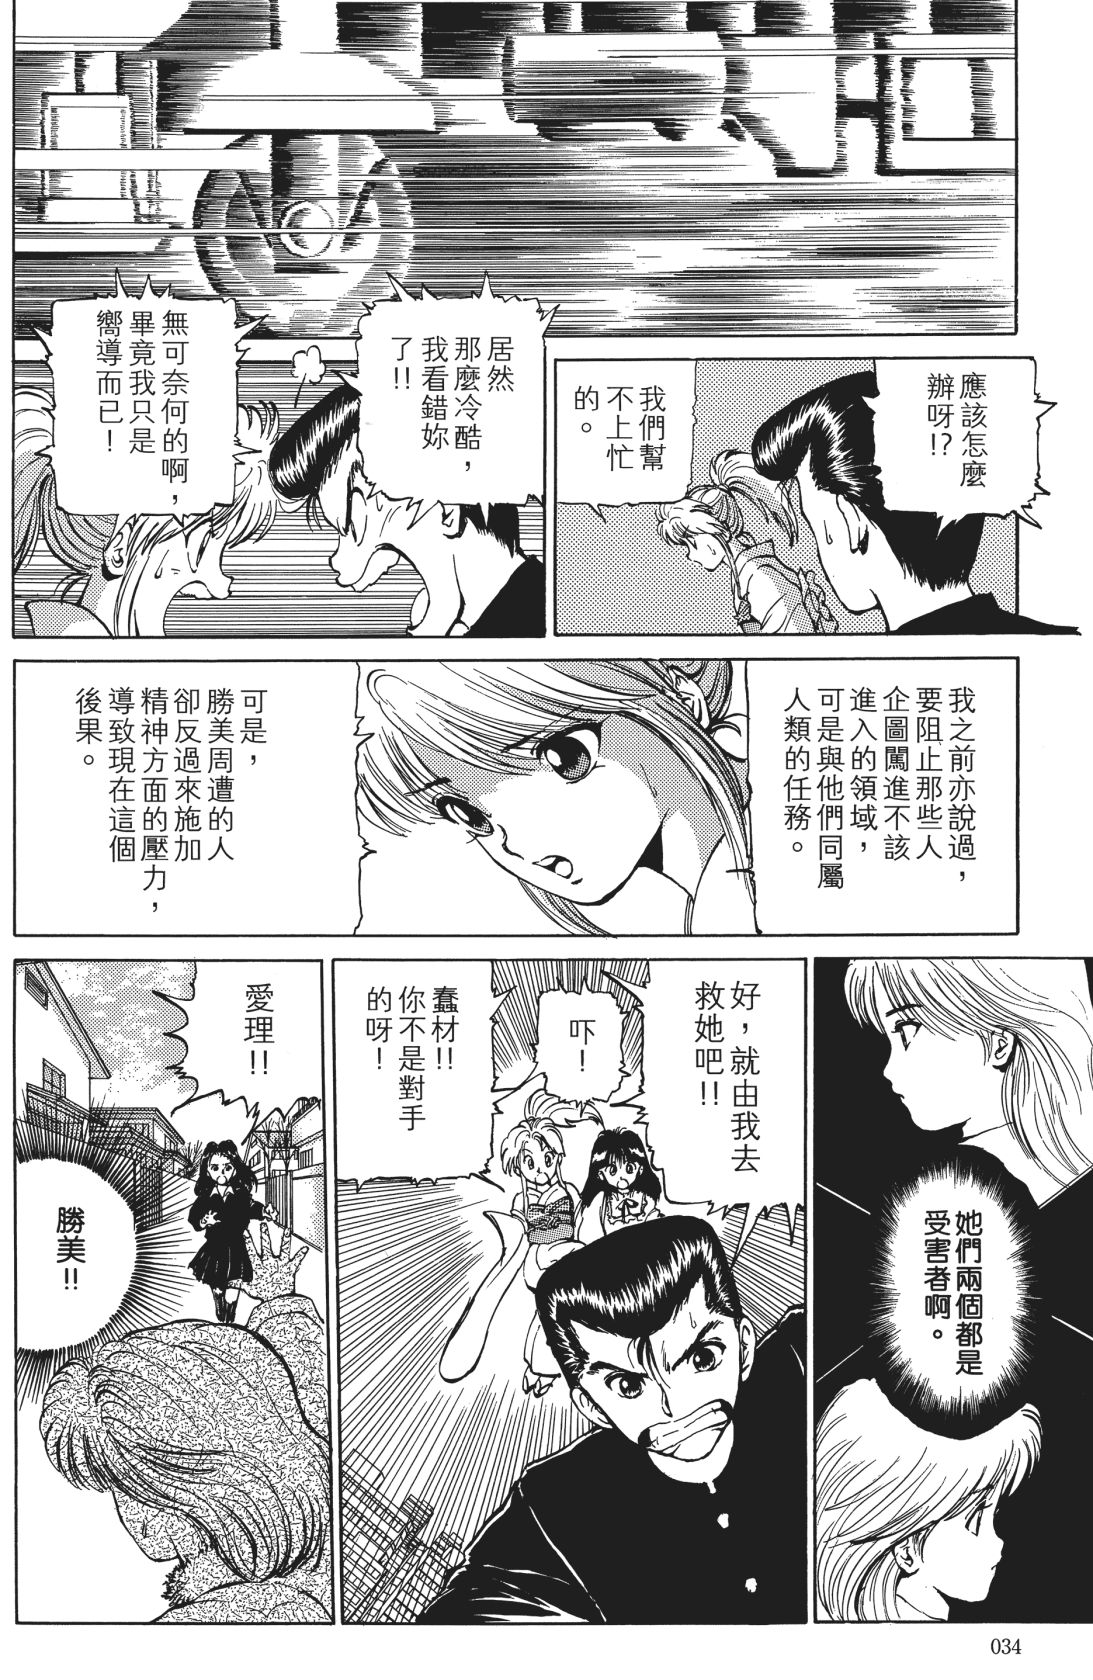 應該怎麼
辦呀!?
我們幫
不上忙
的。
居然
那麼冷酷，
我看錯妳
了!!
無可奈何的啊，
畢竟我只是
嚮導而已！
我之前亦說過，
要阻止那些人
企圖闖進不該
進入的領域，
可是與他們同屬
人類的任務。
可是，
勝美周遭的人
卻反過來施加
精神方面的壓力，
導致現在這個
後果。
她們兩個都是
受害者啊。
好，就由我去
救她吧!!
吓！
蠢材!!
你不是對手
的呀！
愛理!!
勝美!!
034